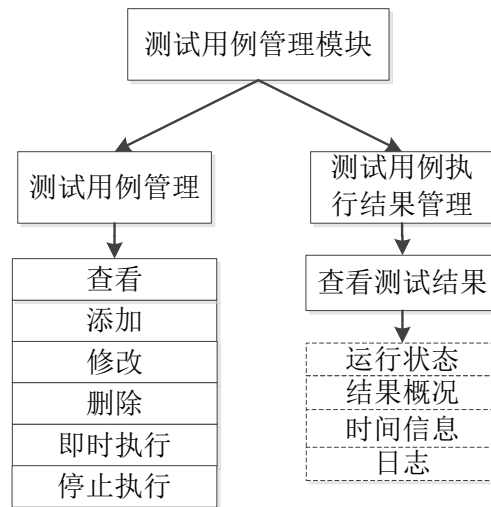 测试用例管理模块
测试用例管理
查看
添加
修改
删除
即时执行
停止执行
测试用例执
行结果管理
查看测试结果
运行状态
结果概况
时间信息
日志